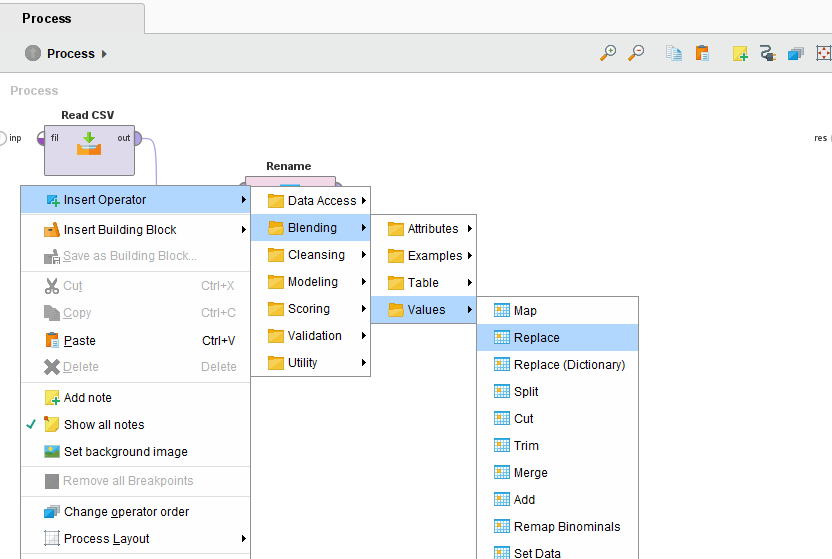 Process
Process
Process
Read CSV
inp
fil
out
res
Rename
Insert Operator
Insert Building Block
Save as Building Block...
Cut Ctrl+X
Copy Ctrl+C
Paste Ctrl+V
Delete Delete
Add note
Show all notes
Set background image
Remove all Breakpoints
Change operator order
Process Layout
Data Access
Blending
Cleansing
Modeling
Scoring
Validation
Utility
Attributes
Examples
Table
Values
Map
Replace
Replace (Dictionary)
Split
Cut
Trim
Merge
Add
Remap Binominals
Set Data